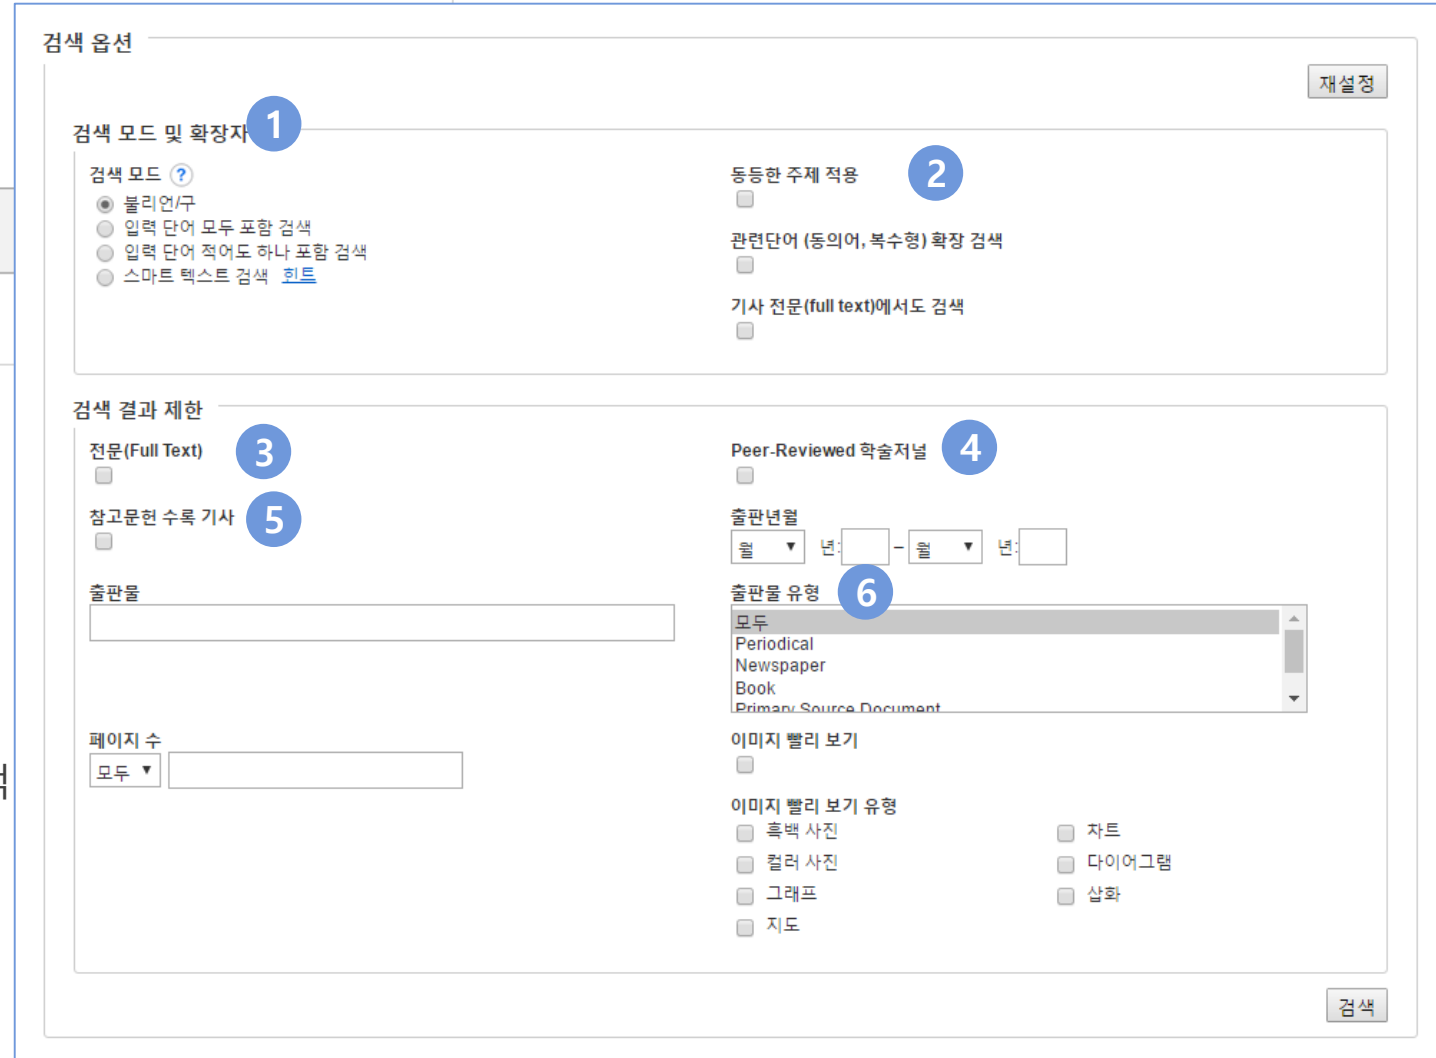 검색 옵션
재설정
검색 모드 및 확장자 1
검색 모드 ?
불리언/구
입력 단어 모두 포함 검색
입력 단어 적어도 하나 포함 검색
스마트 텍스트 검색 힌트
동등한 주제 적용 2
관련단어 (동의어, 복수형) 확장 검색
기사 전문(full text)에서도 검색
검색 결과 제한
전문(Full Text) 3
Peer-Reviewed 학술저널 4
참고문헌 수록 기사 5
출판년월
월 년: – 월 년:
출판물
출판물 유형 6
모두
Periodical
Newspaper
Book
Primary Source Document
페이지 수
모두
이미지 빨리 보기
이미지 빨리 보기 유형
흑백 사진 차트
컬러 사진 다이어그램
그래프 삽화
지도
검색